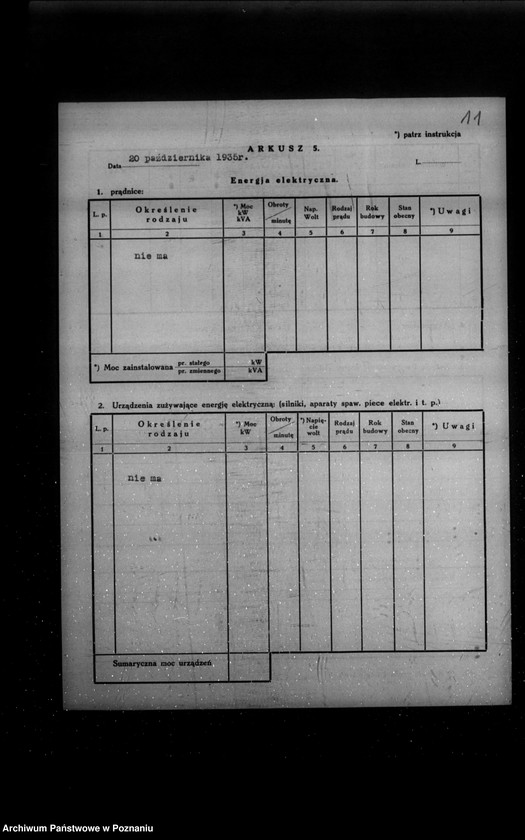 11
*) patrz instrukcja
ARKUSZ 5.
Data 20 października 1936r.
L.
Energja elektryczna.
1. prądnice:
L. p. Określenie rodzaju *) Moc kW kVA Obroty minutę Nap. Wolt Rodzaj prądu Rok budowy Stan obecny *) Uwagi
1 2 3 4 5 6 7 8 9
nie ma
*) Moc zainstalowana pr. stałego kW
pr. zmiennego kVA
2. Urządzenia zużywające energję elektryczną: (silniki, aparaty spaw. piece elektr. i t. p.)
L. p. Określenie rodzaju *) Moc kW Obroty minutę *) Napięcie wolt Rodzaj prądu Rok budowy Stan obecny *) Uwagi
1 2 3 4 5 6 7 8 9
nie ma
Sumaryczna moc urządzeń
Archiwum Państwowe w Poznaniu